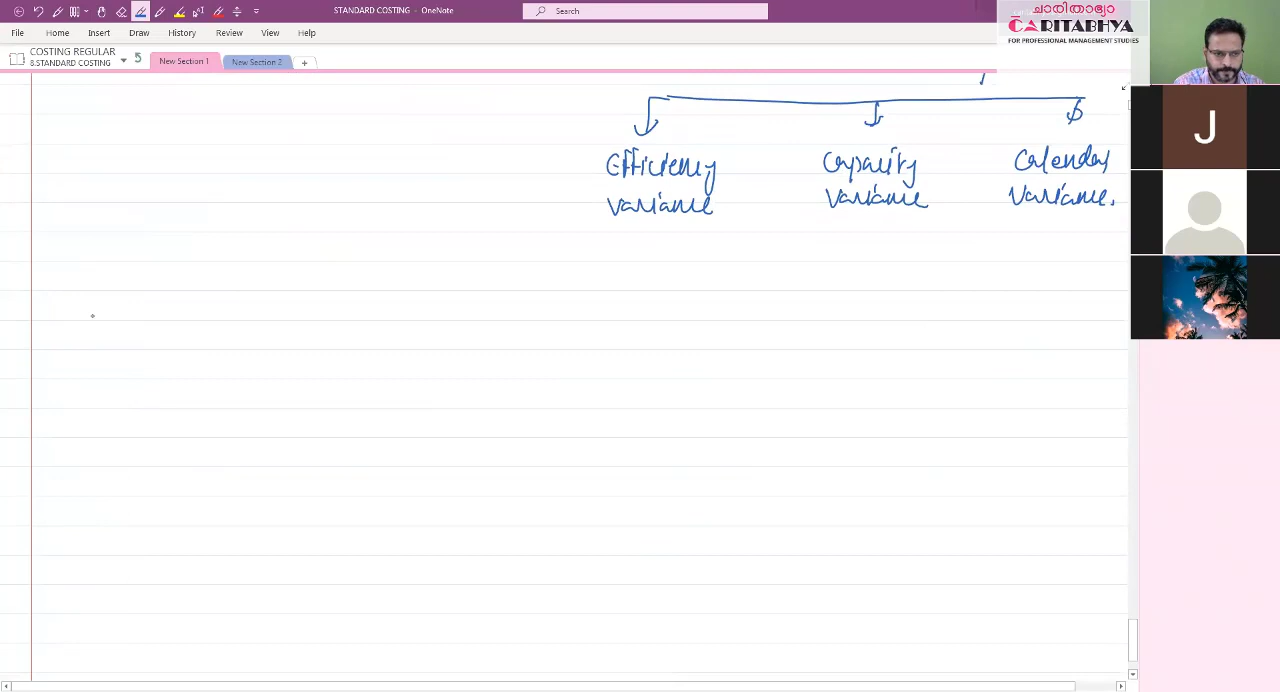 STANDARD COSTING - OneNote
Search
File Home Insert Draw History Review View Help
COSTING REGULAR
8.STANDARD COSTING
New Section 1
New Section 2
ചാരിതാഭ്യാ
CARITABHYA
FOR PROFESSIONAL MANAGEMENT STUDIES
J
Efficiency Capacity Calendar
variance variance variance.